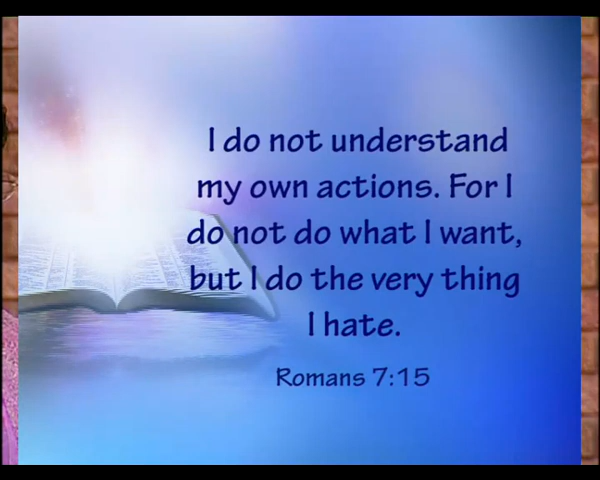 I do not understand
my own actions. For I
do not do what I want,
but I do the very thing
I hate.
Romans 7:15